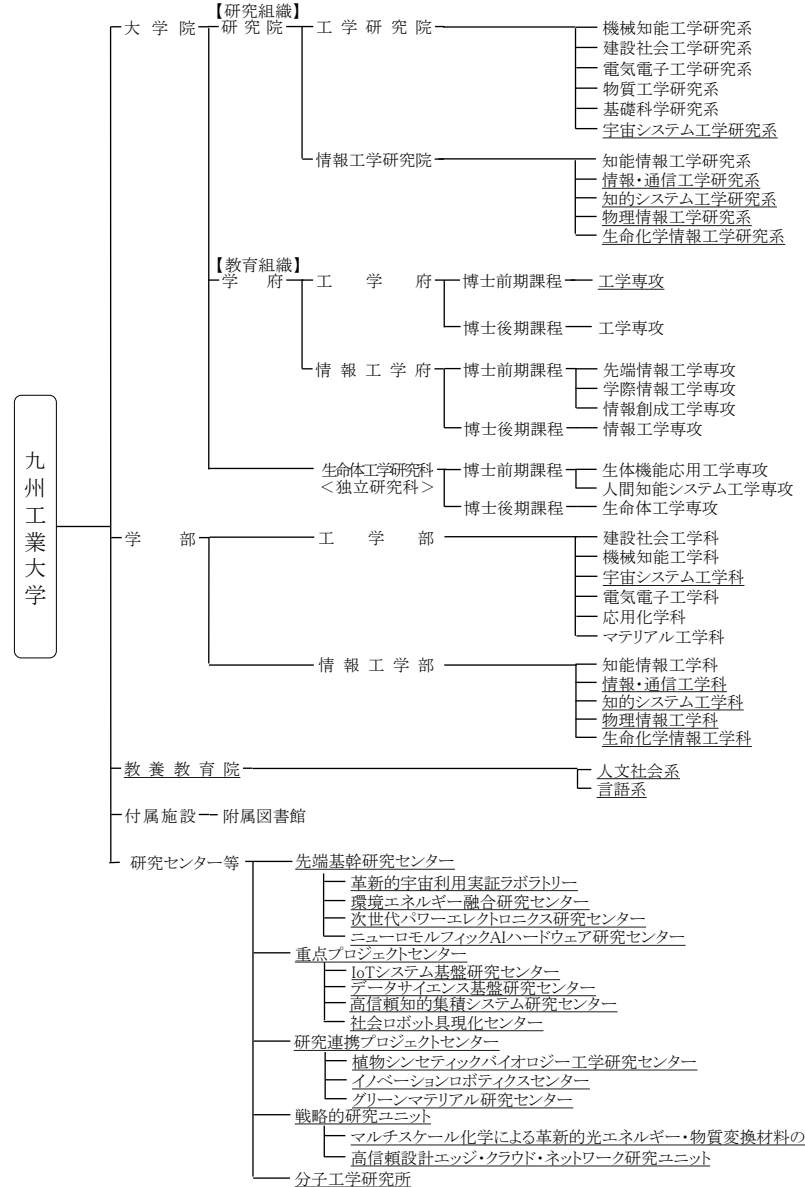 【研究組織】
大学院 研究院 工学研究院 機械知能工学研究系
建設社会工学研究系
電気電子工学研究系
物質工学研究系
基礎科学研究系
宇宙システム工学研究系
情報工学研究院 知能情報工学研究系
情報・通信工学研究系
知的システム工学研究系
物理情報工学研究系
生命化学情報工学研究系
【教育組織】
学府 工学府 博士前期課程 工学専攻
博士後期課程 工学専攻
情報工学府 博士前期課程 先端情報工学専攻
学際情報工学専攻
情報創成工学専攻
博士後期課程 情報工学専攻
生命体工学研究科 博士前期課程 生体機能応用工学専攻
<独立研究科> 人間知能システム工学専攻
博士後期課程 生命体工学専攻
九州工業大学
学部 工学部 建設社会工学科
機械知能工学科
宇宙システム工学科
電気電子工学科
応用化学科
マテリアル工学科
情報工学部 知能情報工学科
情報・通信工学科
知的システム工学科
物理情報工学科
生命化学情報工学科
教養教育院 人文社会系
言語系
付属施設 附属図書館
研究センター等 先端基幹研究センター
革新的宇宙利用実証ラボラトリー
環境エネルギー融合研究センター
次世代パワーエレクトロニクス研究センター
ニューロモルフィックAIハードウェア研究センター
重点プロジェクトセンター
IoTシステム基盤研究センター
データサイエンス基盤研究センター
高信頼知的集積システム研究センター
社会ロボット具現化センター
研究連携プロジェクトセンター
植物シンセティックバイオロジー工学研究センター
イノベーションロボティクスセンター
グリーンマテリアル研究センター
戦略的研究ユニット
マルチスケール化学による革新的光エネルギー・物質変換材料の
高信頼設計エッジ・クラウド・ネットワーク研究ユニット
分子工学研究所